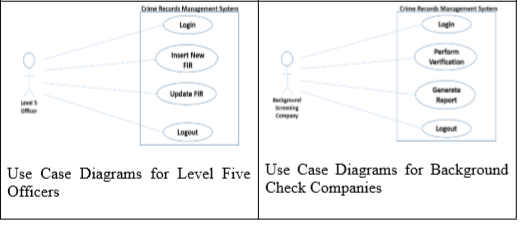 Crime Records Management System
Login
Insert New
FIR
Update FIR
Logout
Level 5
Officer
Use Case Diagrams for Level Five
Officers
Crime Records Management System
Login
Perform
Verification
Generate
Report
Logout
Background
Screening
Company
Use Case Diagrams for Background
Check Companies